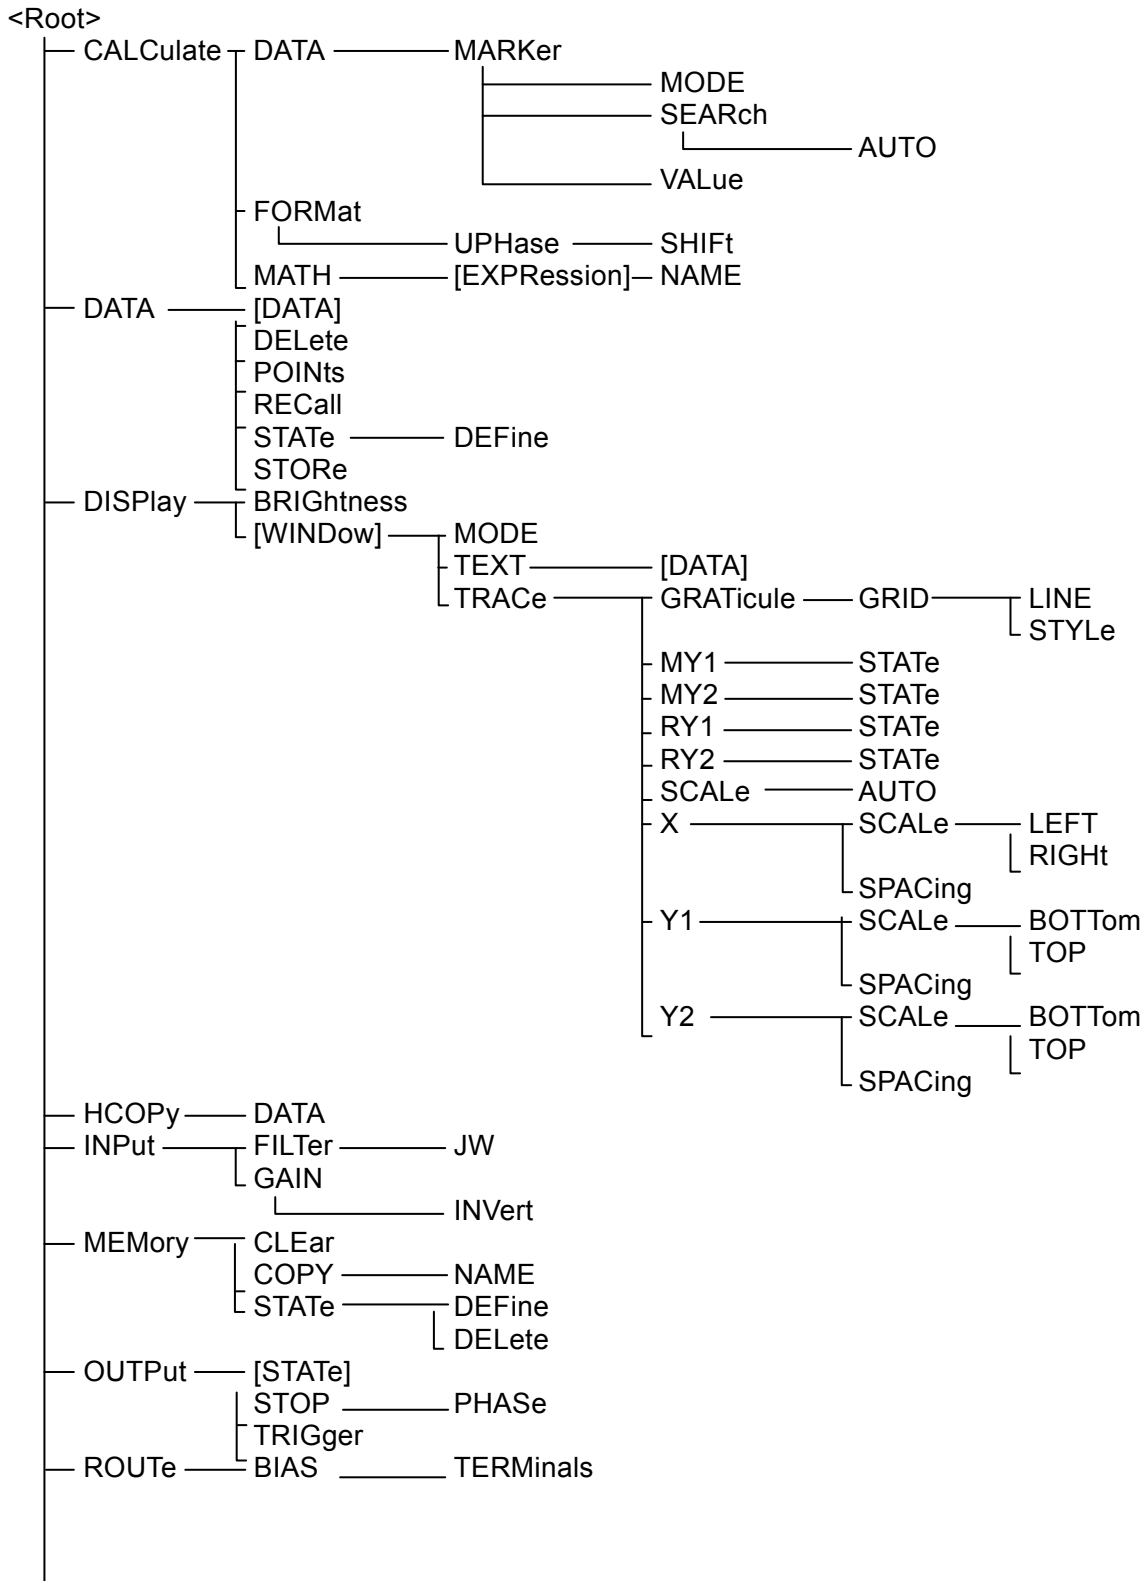 <Root>
CALCulate DATA MARKer
MODE
SEARch
AUTO
VALue
FORMat
UPHase SHIFt
MATH [EXPRession] NAME
DATA [DATA]
DELete
POINts
RECall
STATe DEFine
STORe
DISPlay BRIGhtness
[WINDow] MODE
TEXT [DATA]
TRACe GRATicule GRID LINE
STYLe
MY1 STATe
MY2 STATe
RY1 STATe
RY2 STATe
SCALe AUTO
X SCALe LEFT
RIGHt
SPACing
Y1 SCALe BOTTom
TOP
SPACing
Y2 SCALe BOTTom
TOP
SPACing
HCOPy DATA
INPut FILTer JW
GAIN
INVert
MEMory CLEar
COPY NAME
STATe DEFine
DELete
OUTPut [STATe]
STOP PHASe
TRIGger
ROUTe BIAS TERMinals